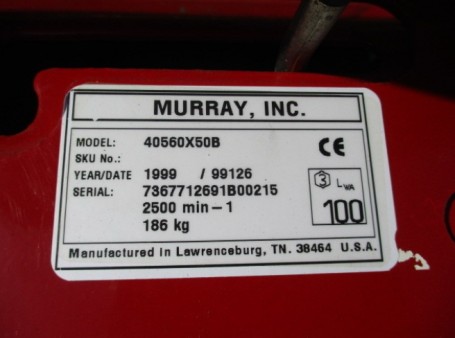 MURRAY, INC.
MODEL: 40560X50B
SKU No.:
YEAR/DATE 1999 / 99126
SERIAL: 7367712691B00215
2500 min-1
186 kg
CE
LWA
100
Manufactured in Lawrenceburg, TN. 38464 U.S.A.